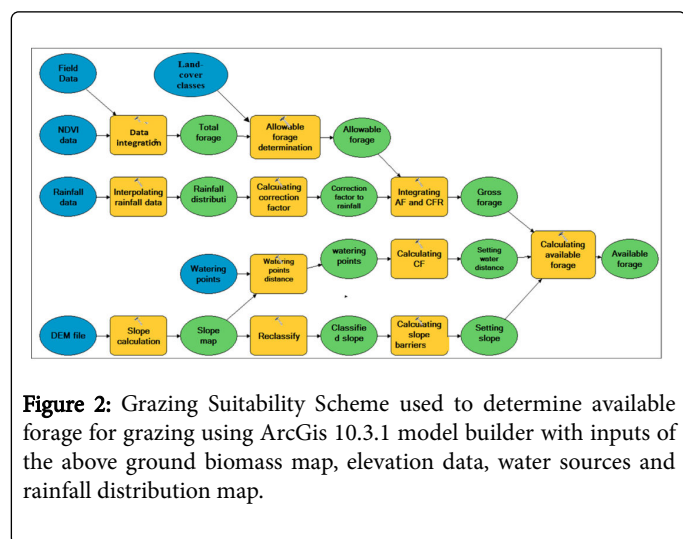 Field
Data
Land-
cover
classes
NDVI
data
Data
Integration
Total
forage
Allowable
forage
determination
Allowable
forage
Rainfall
data
Interpolating
rainfall data
Rainfall
distributi
Calculating
correction
factor
Correction
factor to
rainfall
Integrating
AF and CFR
Gross
forage
Watering
points
Watering
points
distance
watering
points
Calculating
CF
Setting
water
distance
Calculating
available
forage
Available
forage
DEM file
Slope
calculation
Slope
map
Reclassify
Classifie
d slope
Calculating
slope
barriers
Setting
slope
Figure 2: Grazing Suitability Scheme used to determine available
forage for grazing using ArcGis 10.3.1 model builder with inputs of
the above ground biomass map, elevation data, water sources and
rainfall distribution map.